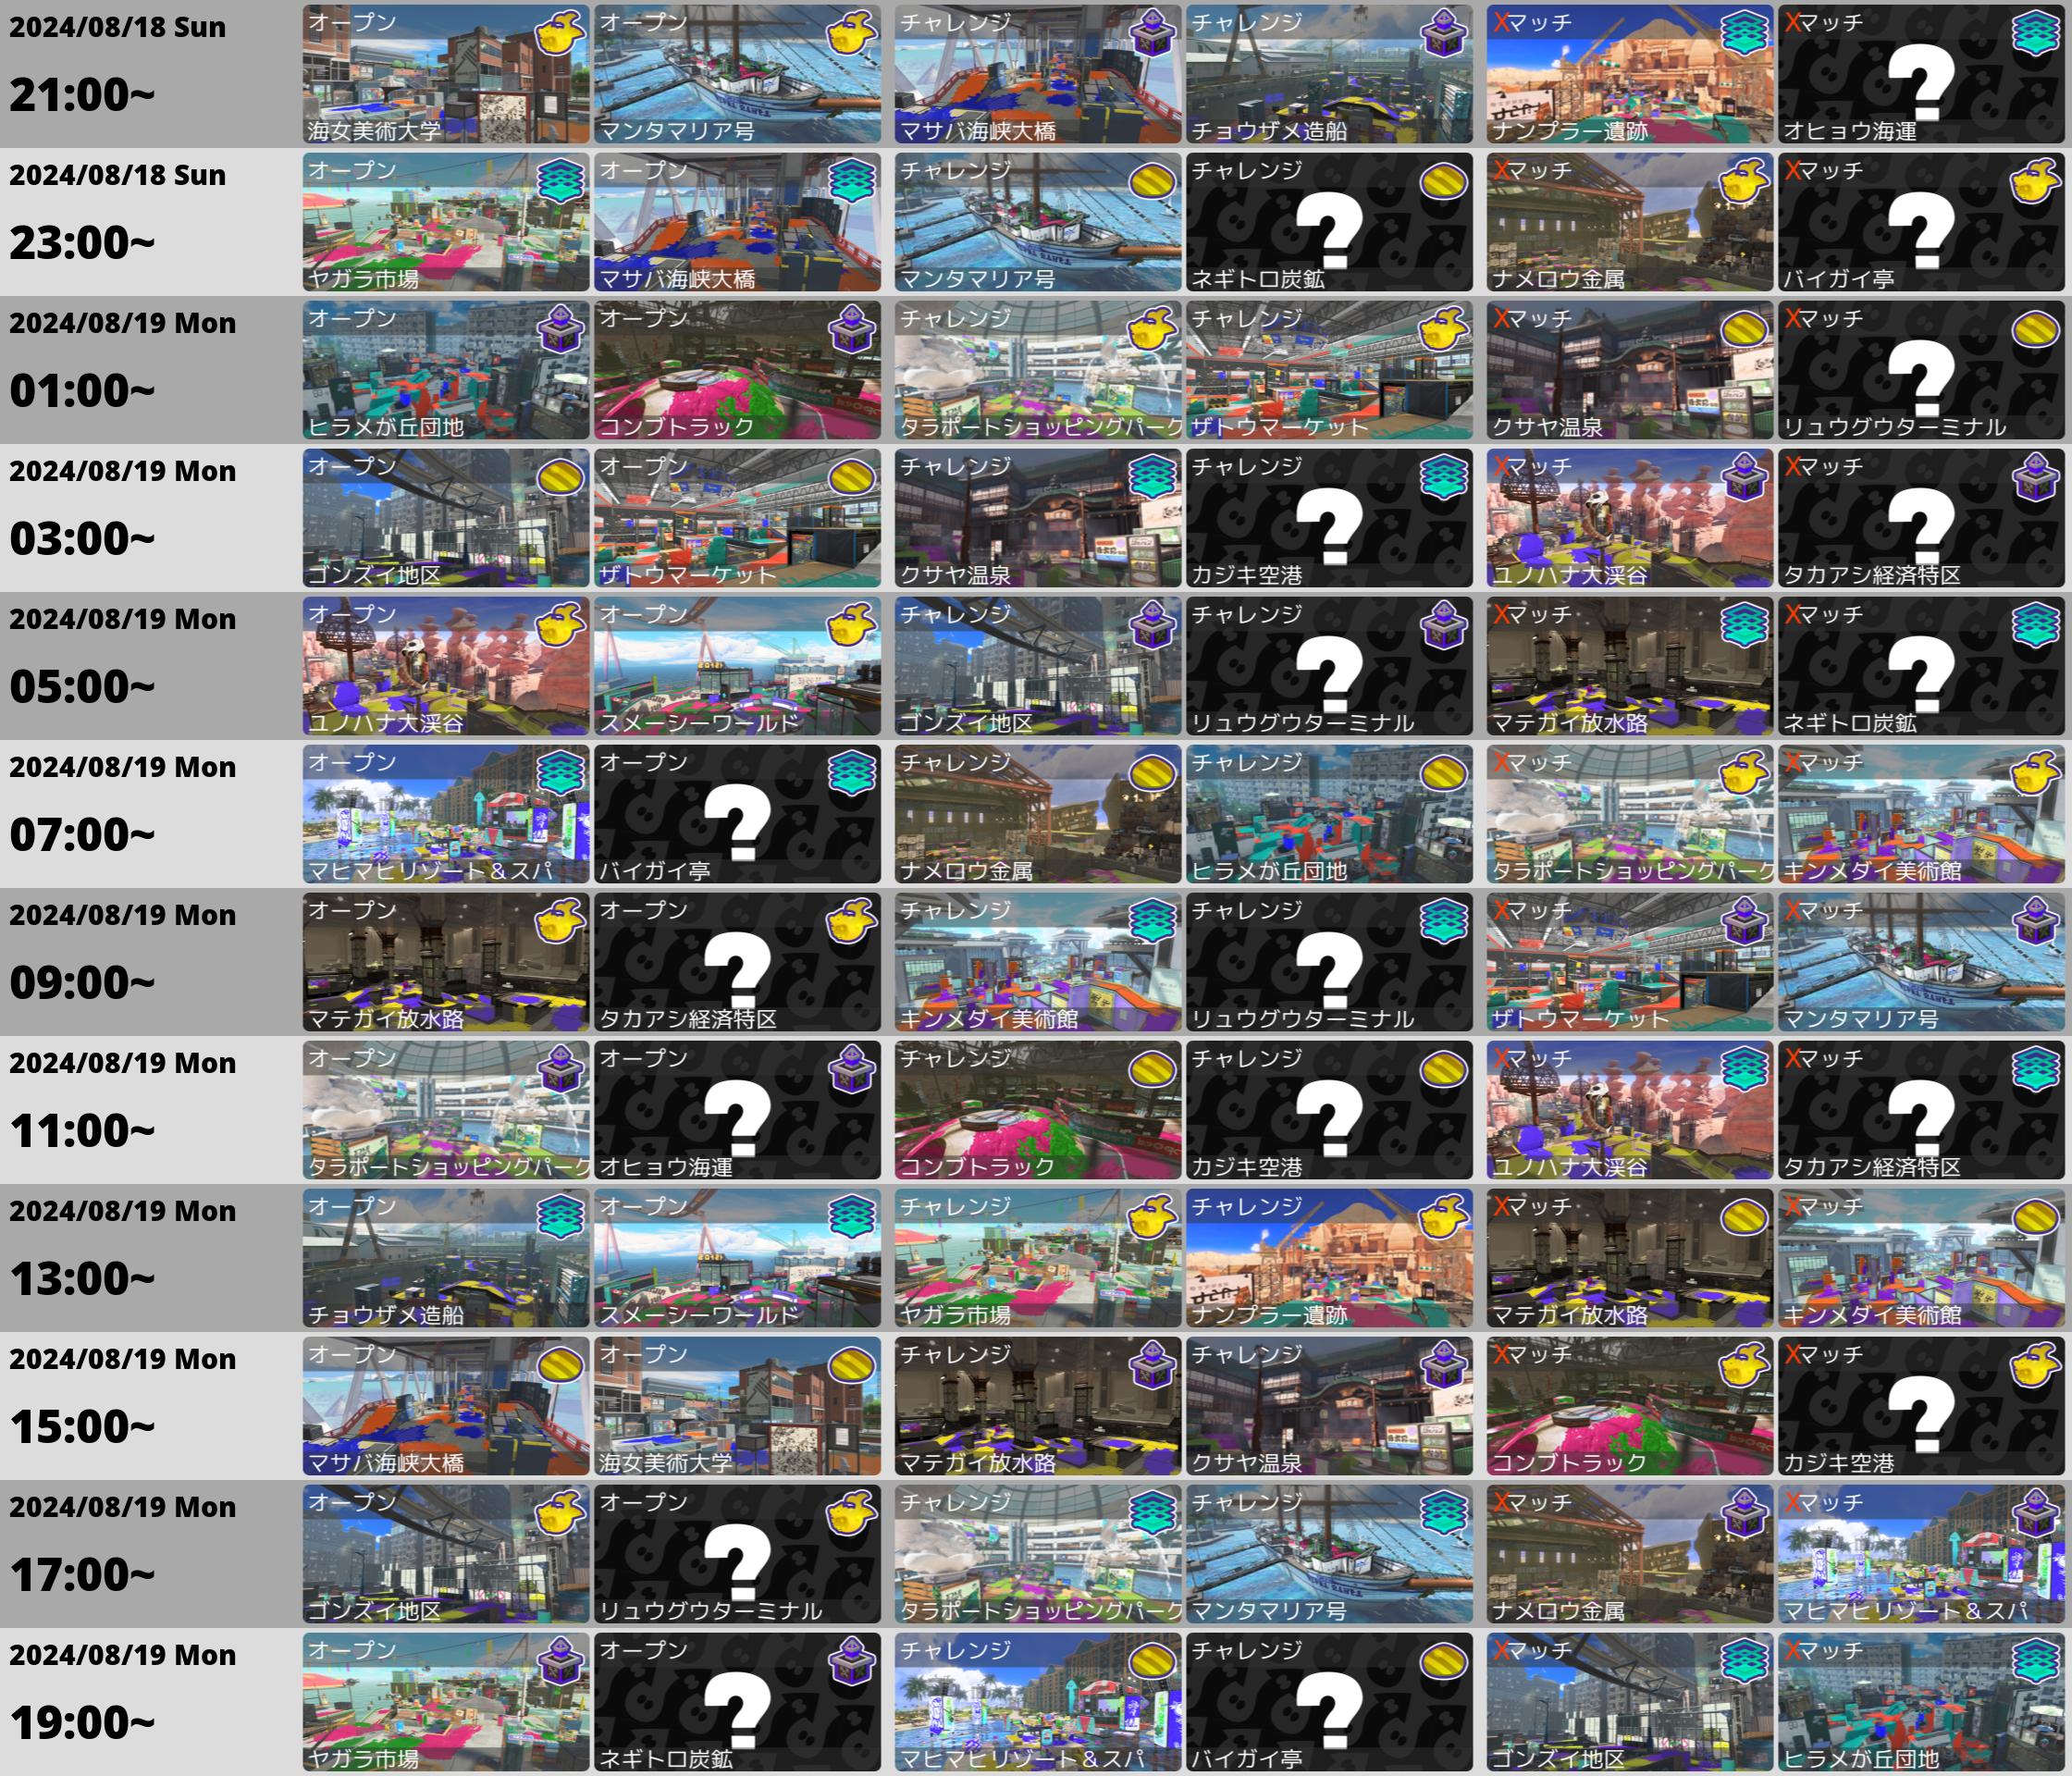 2024/08/18 Sun
21:00~
オープン オープン チャレンジ チャレンジ Xマッチ Xマッチ
海女美術大学 マンタマリア号 マサバ海峡大橋 チョウザメ造船 ナンプラー遺跡 オヒョウ海運
2024/08/18 Sun
23:00~
オープン オープン チャレンジ チャレンジ Xマッチ Xマッチ
ヤガラ市場 マサバ海峡大橋 マンタマリア号 ネギトロ炭鉱 ナメロウ金属 バイガイ亭
2024/08/19 Mon
01:00~
オープン オープン チャレンジ チャレンジ Xマッチ Xマッチ
ヒラメが丘団地 コンブトラック タラポートショッピングパーク ザトウマーケット クサヤ温泉 リュウグウターミナル
2024/08/19 Mon
03:00~
オープン オープン チャレンジ チャレンジ Xマッチ Xマッチ
ゴンズイ地区 ザトウマーケット クサヤ温泉 カジキ空港 ユノハナ大渓谷 タカアシ経済特区
2024/08/19 Mon
05:00~
オープン オープン チャレンジ チャレンジ Xマッチ Xマッチ
ユノハナ大渓谷 スメーシーワールド ゴンズイ地区 リュウグウターミナル マテガイ放水路 ネギトロ炭鉱
2024/08/19 Mon
07:00~
オープン オープン チャレンジ チャレンジ Xマッチ Xマッチ
マヒマヒリゾート＆スパ バイガイ亭 ナメロウ金属 ヒラメが丘団地 タラポートショッピングパーク キンメダイ美術館
2024/08/19 Mon
09:00~
オープン オープン チャレンジ チャレンジ Xマッチ Xマッチ
マテガイ放水路 タカアシ経済特区 キンメダイ美術館 リュウグウターミナル ザトウマーケット マンタマリア号
2024/08/19 Mon
11:00~
オープン オープン チャレンジ チャレンジ Xマッチ Xマッチ
タラポートショッピングパーク オヒョウ海運 コンブトラック カジキ空港 ユノハナ大渓谷 タカアシ経済特区
2024/08/19 Mon
13:00~
オープン オープン チャレンジ チャレンジ Xマッチ Xマッチ
チョウザメ造船 スメーシーワールド ヤガラ市場 ナンプラー遺跡 マテガイ放水路 キンメダイ美術館
2024/08/19 Mon
15:00~
オープン オープン チャレンジ チャレンジ Xマッチ Xマッチ
マサバ海峡大橋 海女美術大学 マテガイ放水路 クサヤ温泉 コンブトラック カジキ空港
2024/08/19 Mon
17:00~
オープン オープン チャレンジ チャレンジ Xマッチ Xマッチ
ゴンズイ地区 リュウグウターミナル タラポートショッピングパーク マンタマリア号 ナメロウ金属 マヒマヒリゾート＆スパ
2024/08/19 Mon
19:00~
オープン オープン チャレンジ チャレンジ Xマッチ Xマッチ
ヤガラ市場 ネギトロ炭鉱 マヒマヒリゾート＆スパ バイガイ亭 ゴンズイ地区 ヒラメが丘団地